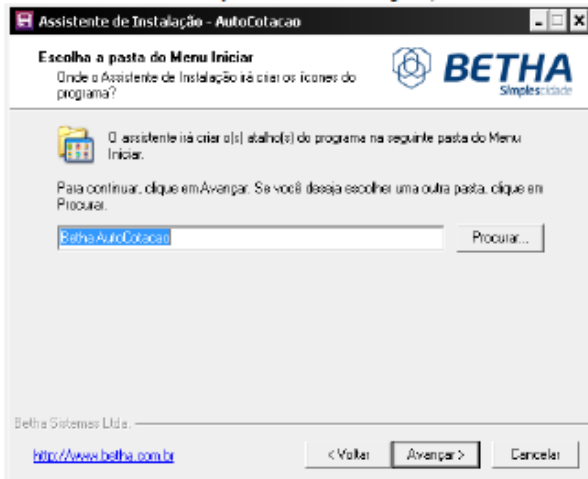 Assistente de Instalação - AutoCotacao
Escolha a pasta do Menu Iniciar
Onde o Assistente de Instalação irá criar os ícones do
programa?
BETHA
Simplescidade
O assistente irá criar o(s) atalho(s) do programa na seguinte pasta do Menu
Iniciar.
Para continuar, clique em Avançar. Se você deseja escolher uma outra pasta, clique em
Procurar.
Betha AutoCotacao
Procurar...
Betha Sistemas Ltda.
http://www.betha.com.br
< Voltar
Avançar >
Cancelar